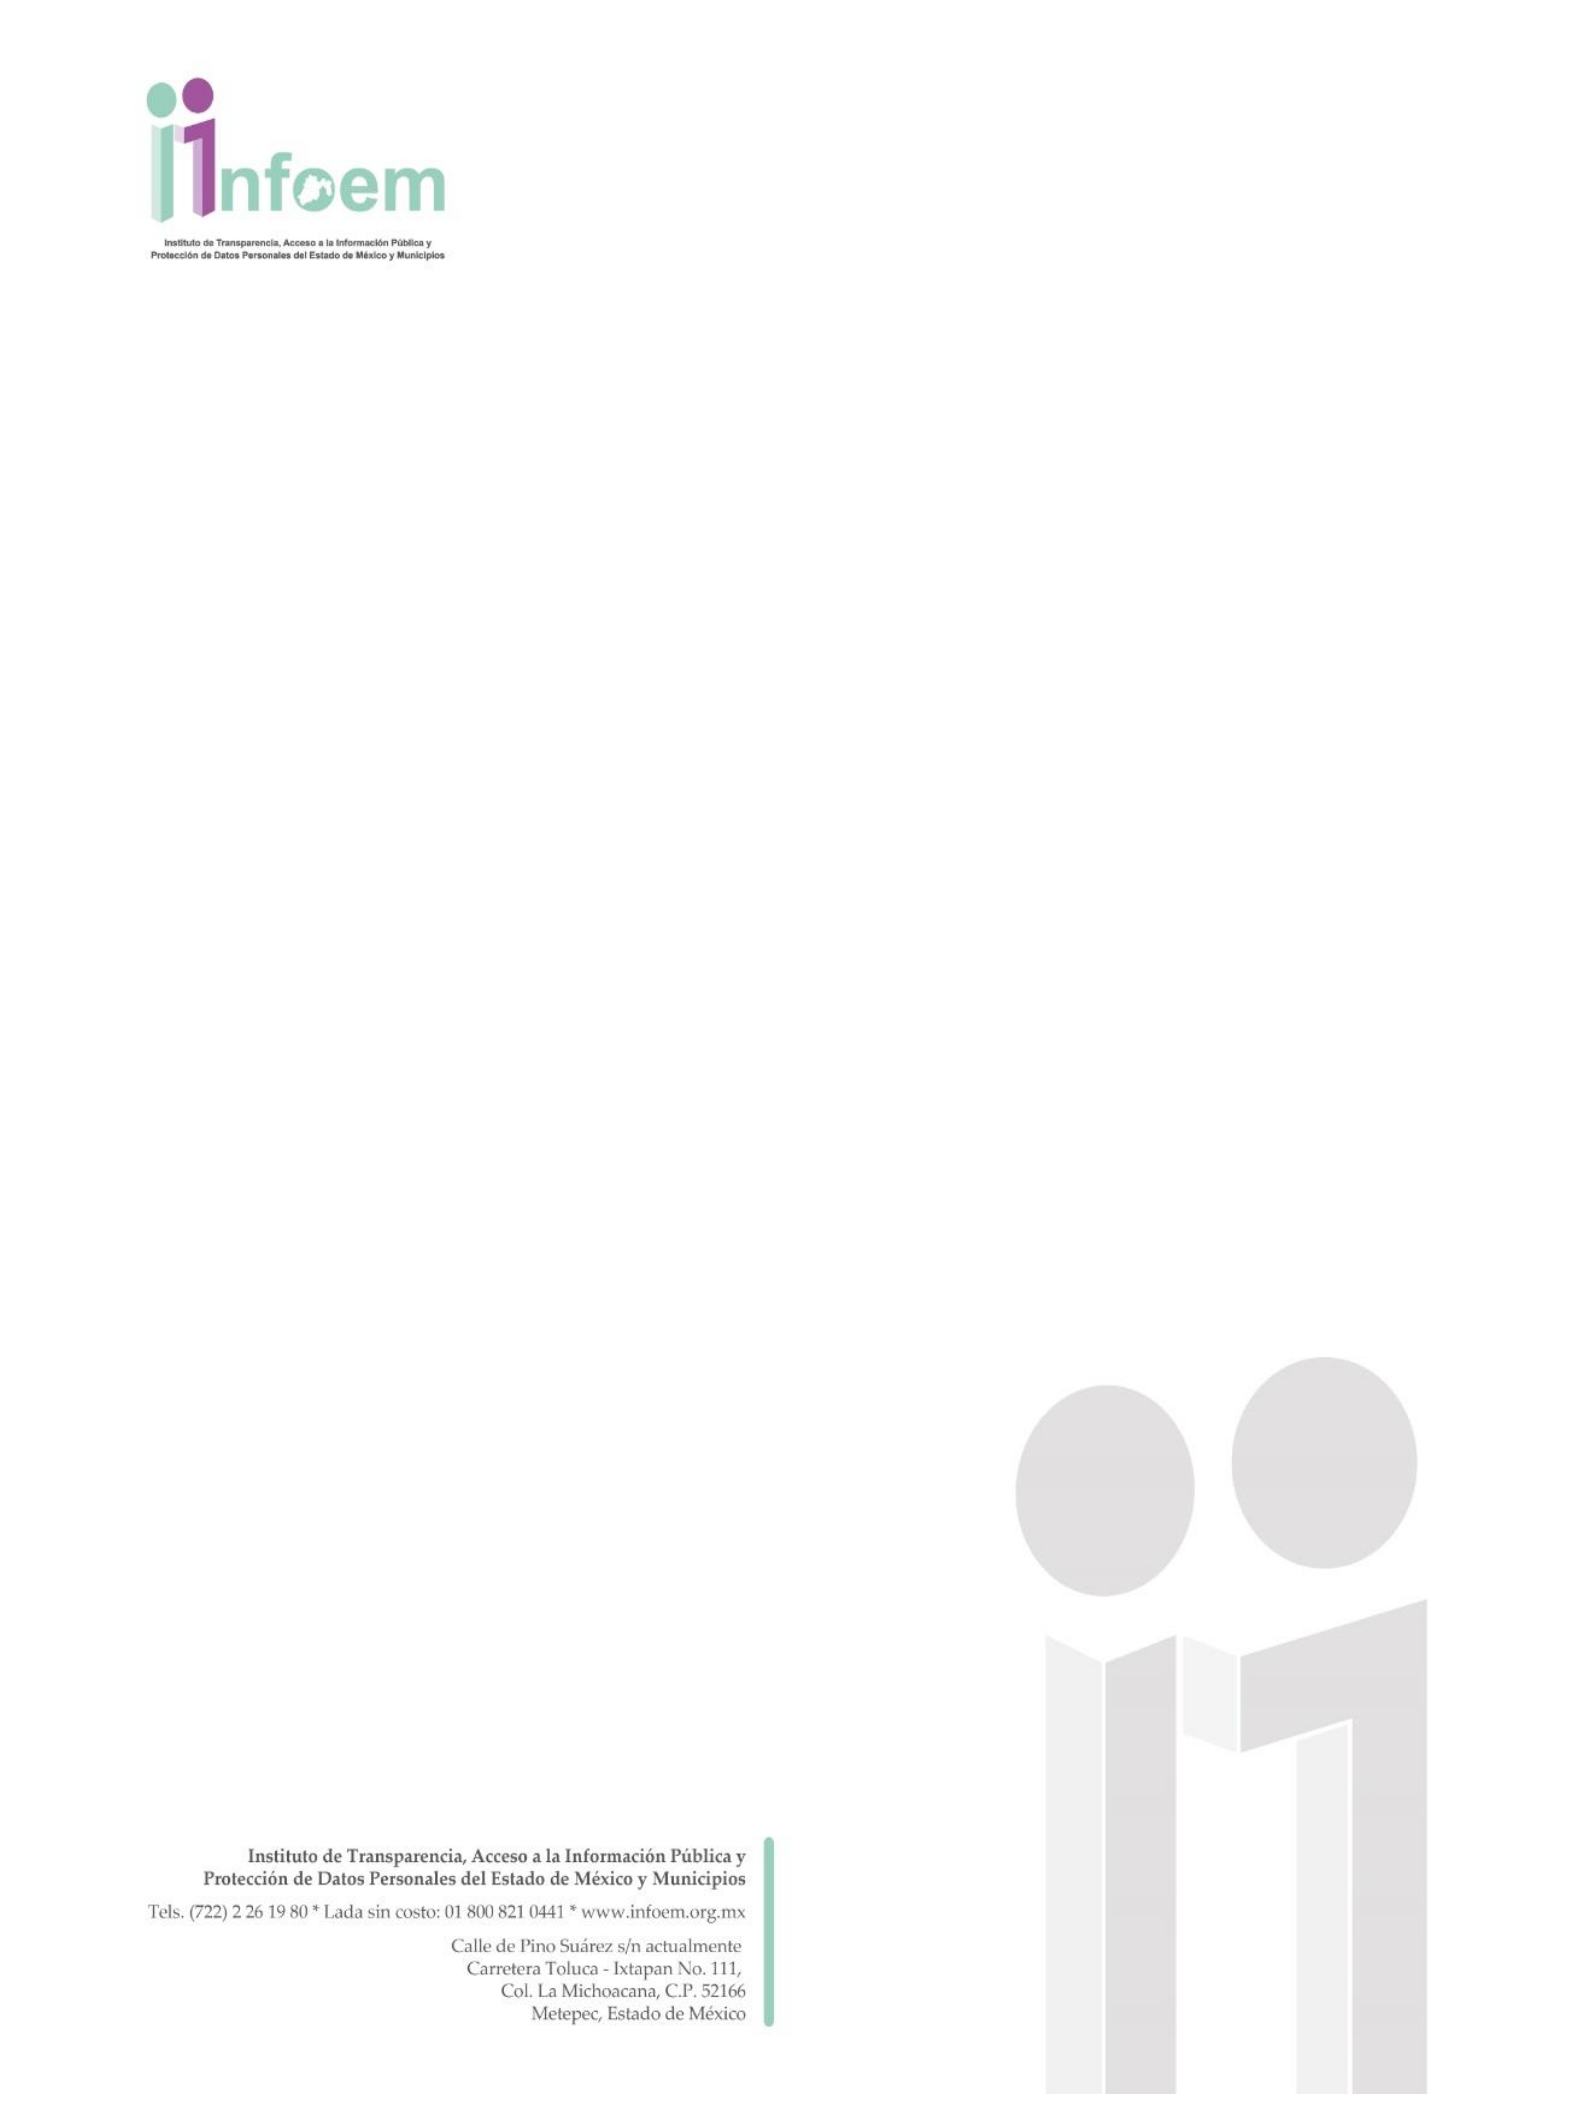 infoem
Instituto de Transparencia, Acceso a la Información Pública y
Protección de Datos Personales del Estado de México y Municipios
Instituto de Transparencia, Acceso a la Información Pública y
Protección de Datos Personales del Estado de México y Municipios
Tels. (722) 2 26 19 80 * Lada sin costo: 01 800 821 0441 * www.infoem.org.mx
Calle de Pino Suárez s/n actualmente
Carretera Toluca - Ixtapan No. 111,
Col. La Michoacana, C.P. 52166
Metepec, Estado de México